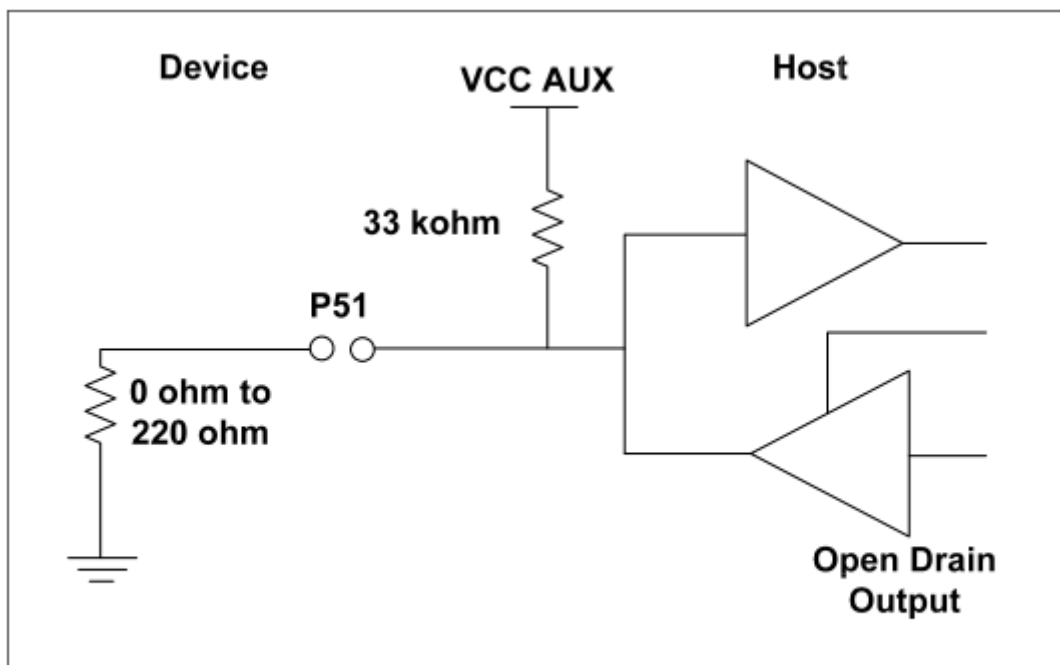 Device
VCC AUX
Host
33 kohm
P51
0 ohm to
220 ohm
Open Drain
Output